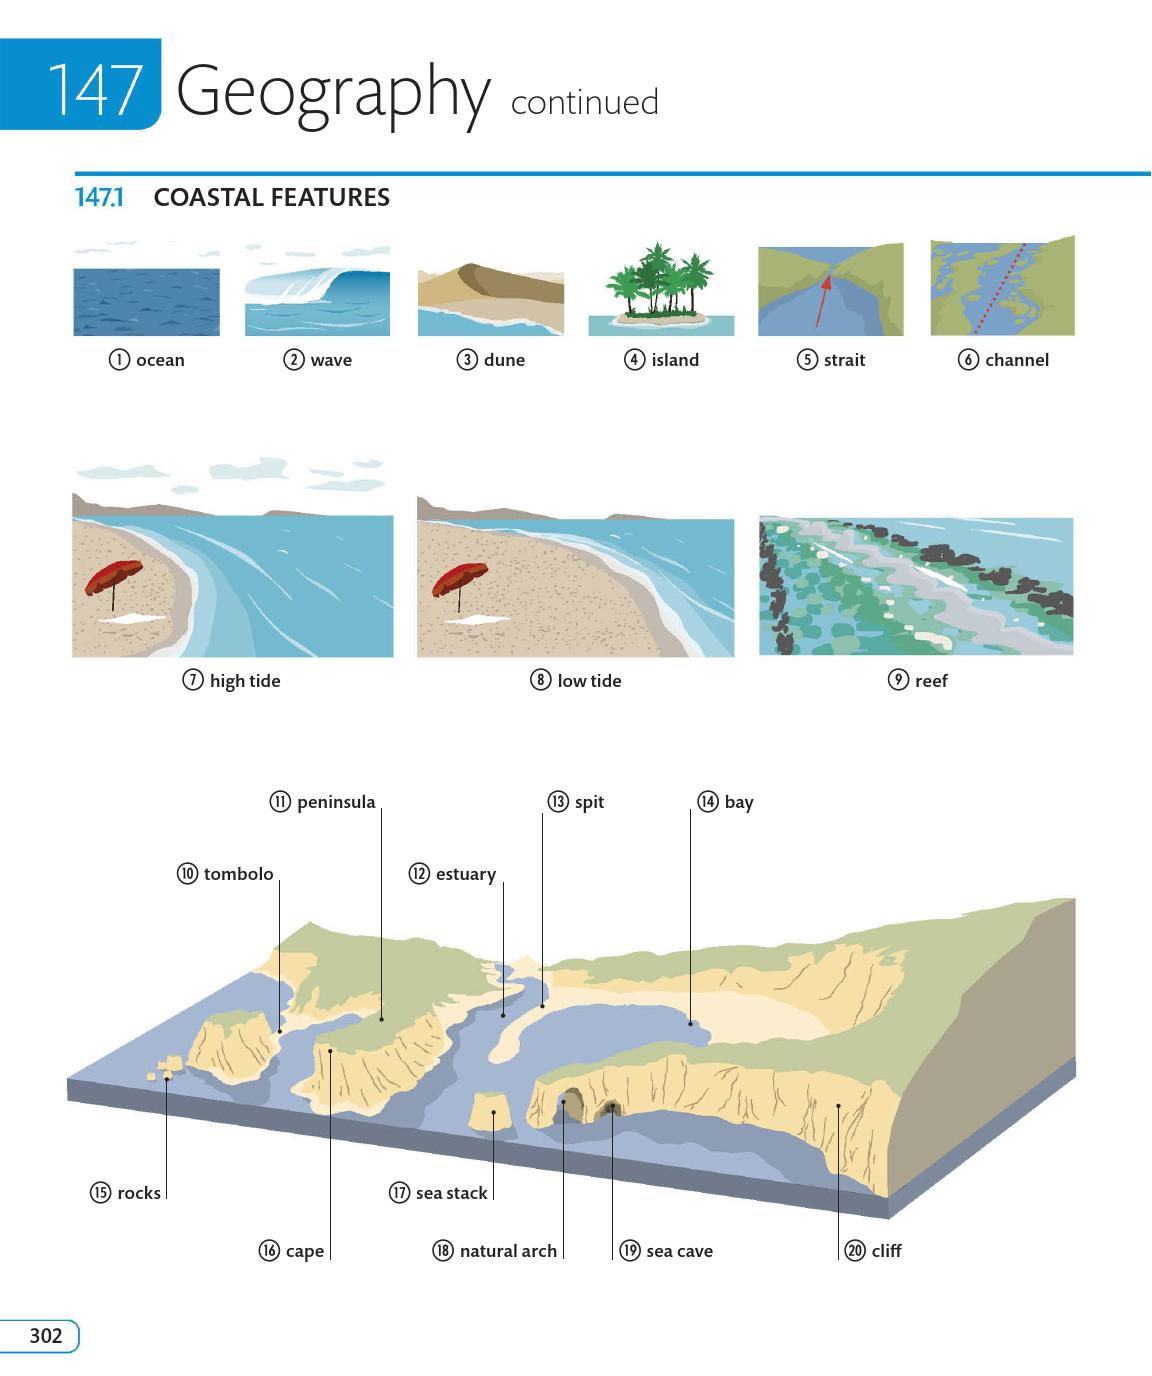 147 Geography continued
147.1 COASTAL FEATURES
1 ocean
2 wave
3 dune
4 island
5 strait
6 channel
7 high tide
8 low tide
9 reef
11 peninsula
13 spit
14 bay
10 tombolo
12 estuary
15 rocks
17 sea stack
16 cape
18 natural arch
19 sea cave
20 cliff
302